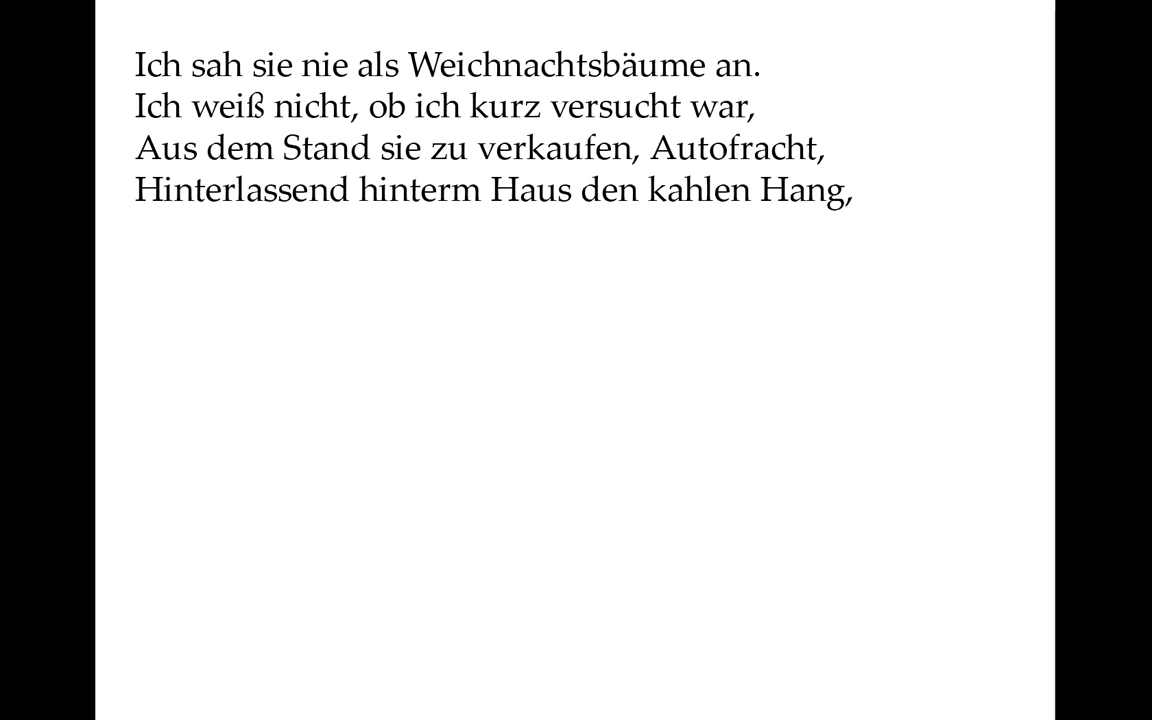 Ich sah sie nie als Weichnachtsbäume an.
Ich weiß nicht, ob ich kurz versucht war,
Aus dem Stand sie zu verkaufen, Autofracht,
Hinterlassend hinterm Haus den kahlen Hang,